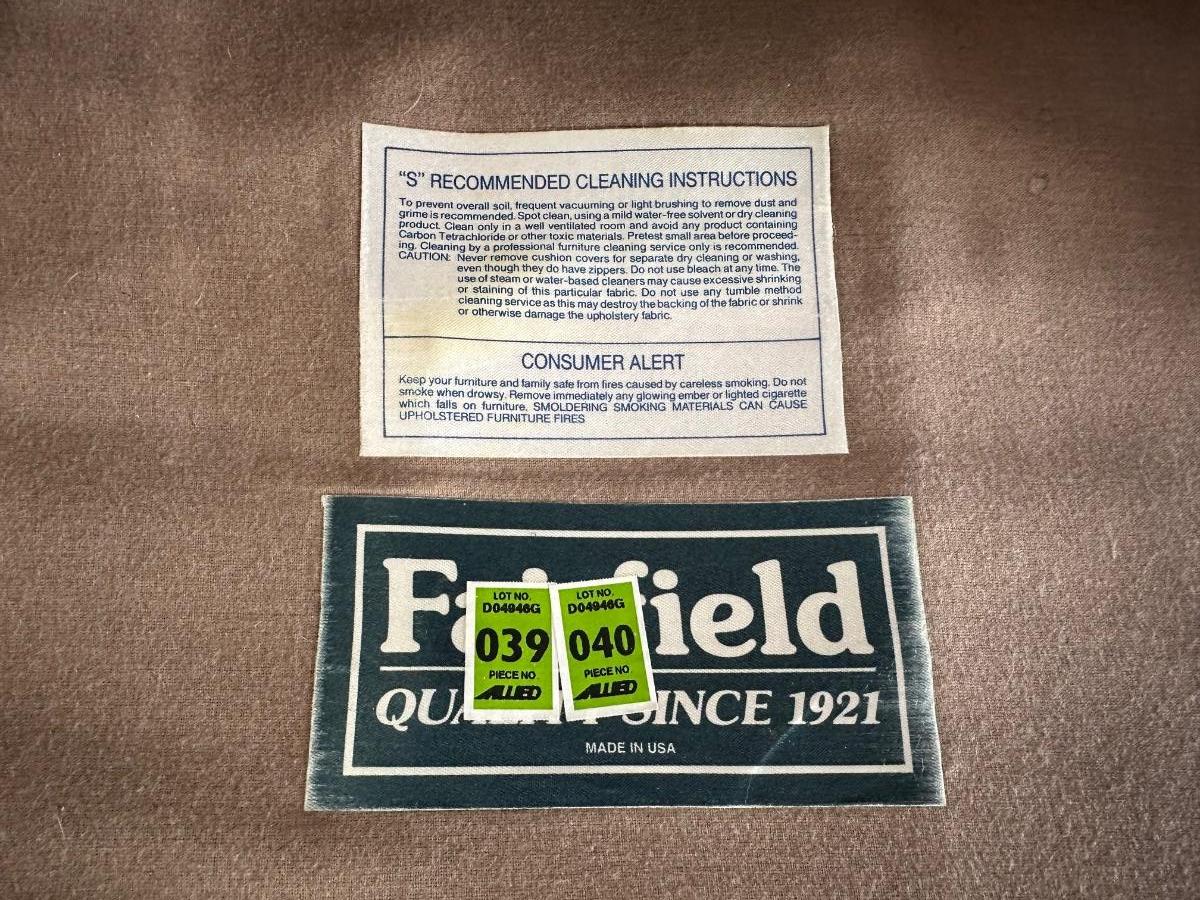 “S” RECOMMENDED CLEANING INSTRUCTIONS
To prevent overall soil, frequent vacuuming or light brushing to remove dust and
grime is recommended. Spot clean, using a mild water-free solvent or dry cleaning
product. Clean only in a well ventilated room and avoid any product containing
Carbon Tetrachloride or other toxic materials. Pretest small area before proceed-
ing. Cleaning by a professional furniture cleaning service only is recommended.
CAUTION: Never remove cushion covers for separate dry cleaning or washing,
even though they do have zippers. Do not use bleach at any time. The
use of steam or water-based cleaners may cause excessive shrinking
or staining of this particular fabric. Do not use any tumble method
cleaning service as this may destroy the backing of the fabric or shrink
or otherwise damage the upholstery fabric.
CONSUMER ALERT
Keep your furniture and family safe from fires caused by careless smoking. Do not
smoke when drowsy. Remove immediately any glowing ember or lighted cigarette
which falls on furniture. SMOLDERING SMOKING MATERIALS CAN CAUSE
UPHOLSTERED FURNITURE FIRES
Fairfield
LOT NO.
D04946G
039
PIECE NO
ALLIED
LOT NO.
D04946G
040
PIECE NO
ALLIED
QUALITY SINCE 1921
MADE IN USA